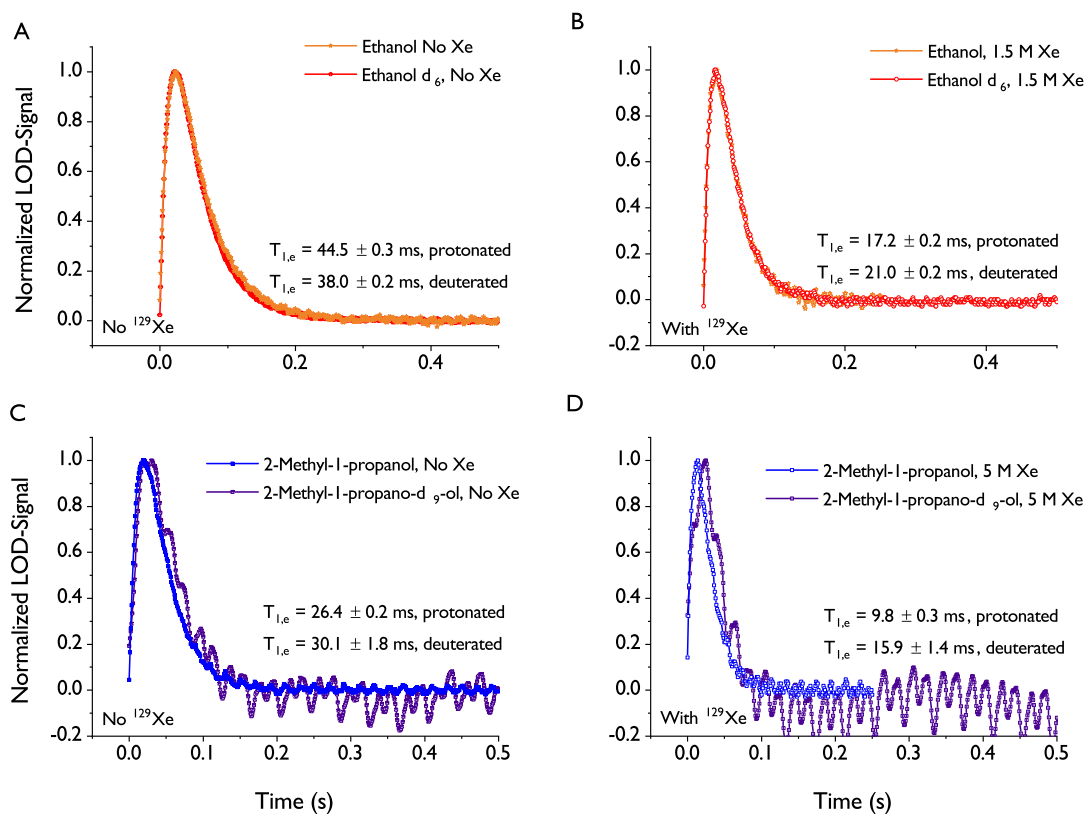 A
Ethanol No Xe
Ethanol d 6, No Xe
Normalized LOD-Signal
1.0
0.8
0.6
0.4
0.2
0.0
T1,e = 44.5 ± 0.3 ms, protonated
T1,e = 38.0 ± 0.2 ms, deuterated
No 129Xe
0.0 0.2 0.4
B
Ethanol, 1.5 M Xe
Ethanol d 6, 1.5 M Xe
1.0
0.8
0.6
0.4
0.2
0.0
-0.2
T1,e = 17.2 ± 0.2 ms, protonated
T1,e = 21.0 ± 0.2 ms, deuterated
With 129Xe
0.0 0.2 0.4
C
2-Methyl-1-propanol, No Xe
2-Methyl-1-propano-d 9-ol, No Xe
Normalized LOD-Signal
1.0
0.8
0.6
0.4
0.2
0.0
-0.2
T1,e = 26.4 ± 0.2 ms, protonated
T1,e = 30.1 ± 1.8 ms, deuterated
No 129Xe
0.0 0.1 0.2 0.3 0.4 0.5
Time (s)
D
2-Methyl-1-propanol, 5 M Xe
2-Methyl-1-propano-d 9-ol, 5 M Xe
1.0
0.8
0.6
0.4
0.2
0.0
-0.2
T1,e = 9.8 ± 0.3 ms, protonated
T1,e = 15.9 ± 1.4 ms, deuterated
With 129Xe
0.0 0.1 0.2 0.3 0.4 0.5
Time (s)